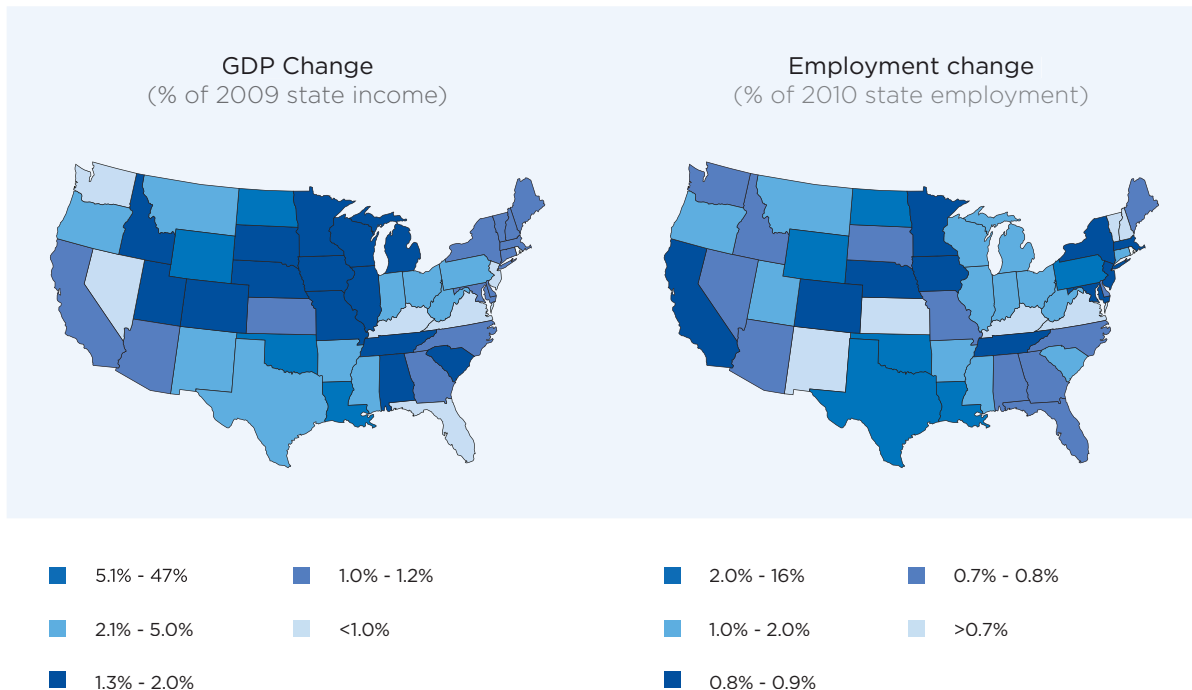 GDP Change
(% of 2009 state income)
Employment change
(% of 2010 state employment)
5.1% - 47%
1.0% - 1.2%
2.1% - 5.0%
<1.0%
1.3% - 2.0%
2.0% - 16%
0.7% - 0.8%
1.0% - 2.0%
>0.7%
0.8% - 0.9%